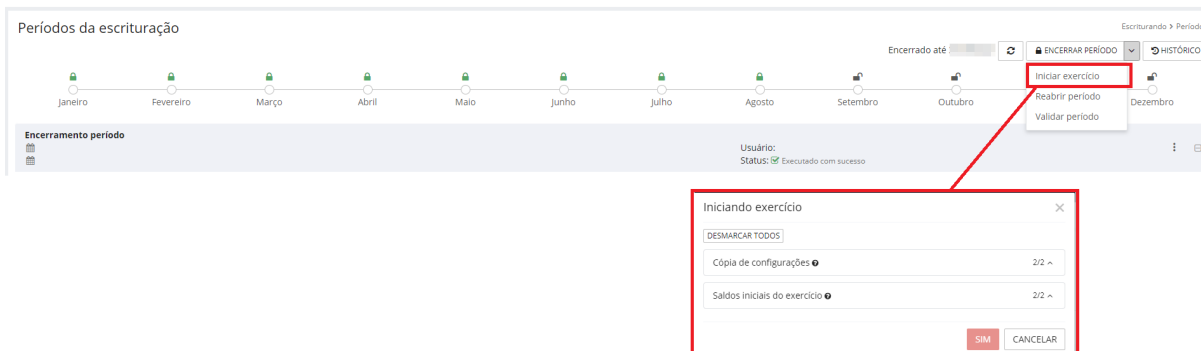 Períodos da escrituração
Escriturando > Período
Encerrado até
ENCERRAR PERÍODO
HISTÓRICO
Iniciar exercício
Reabrir período
Validar período
Janeiro Fevereiro Março Abril Maio Junho Julho Agosto Setembro Outubro Dezembro
Encerramento período
Usuário:
Status: Executado com sucesso
Iniciando exercício
DESMARCAR TODOS
Cópia de configurações 2/2
Saldos iniciais do exercício 2/2
SIM CANCELAR